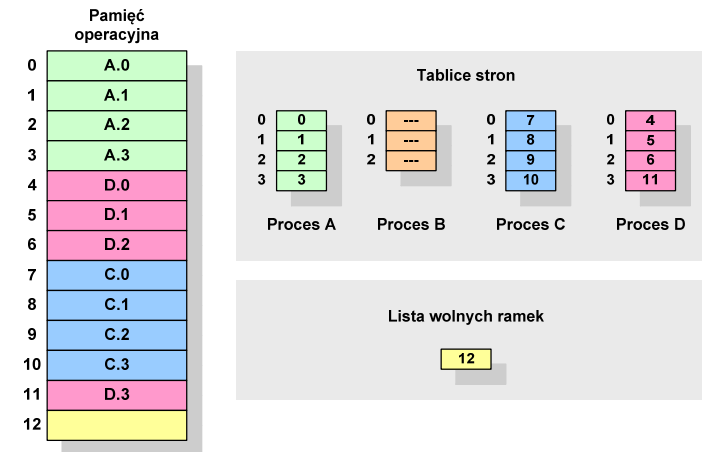 Pamięć
operacyjna
0 A.0
1 A.1
2 A.2
3 A.3
4 D.0
5 D.1
6 D.2
7 C.0
8 C.1
9 C.2
10 C.3
11 D.3
12
Tablice stron
0 0
1 1
2 2
3 3
Proces A
0 ---
1 ---
2 ---
Proces B
0 7
1 8
2 9
3 10
Proces C
0 4
1 5
2 6
3 11
Proces D
Lista wolnych ramek
12